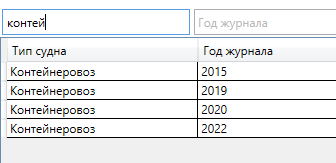 контей Год журнала
Тип судна Год журнала
Контейнеровоз 2015
Контейнеровоз 2019
Контейнеровоз 2020
Контейнеровоз 2022